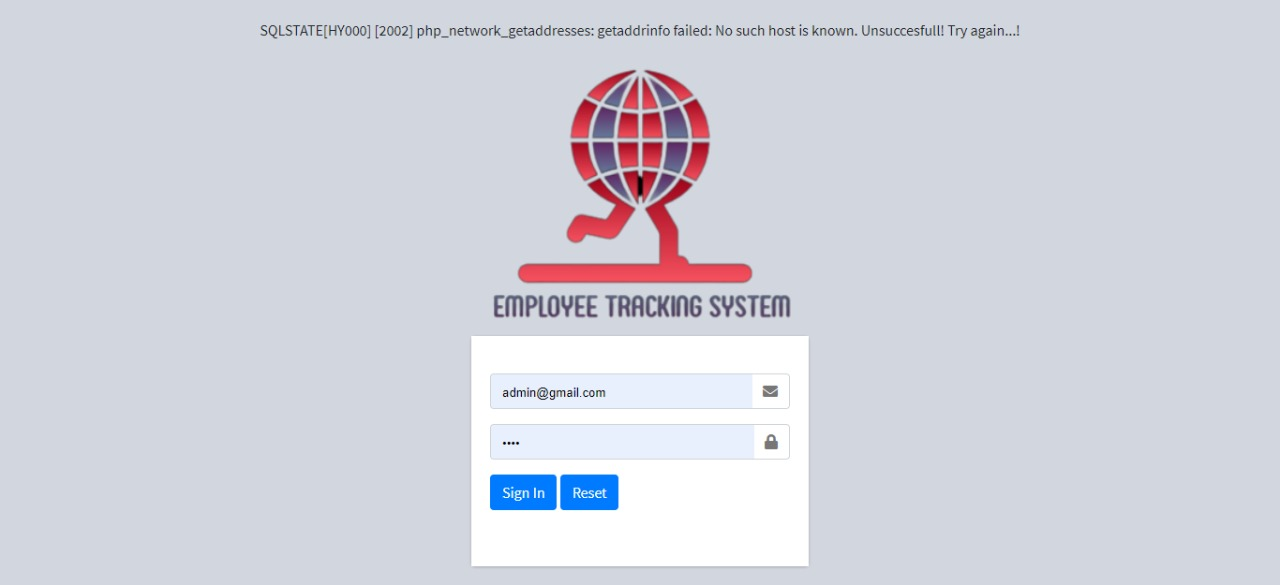 SQLSTATE[HY000] [2002] php_network_getaddresses: getaddrinfo failed: No such host is known. Unsuccesfull! Try again...!
EMPLOYEE TRACKING SYSTEM
admin@gmail.com
••••
Sign In Reset